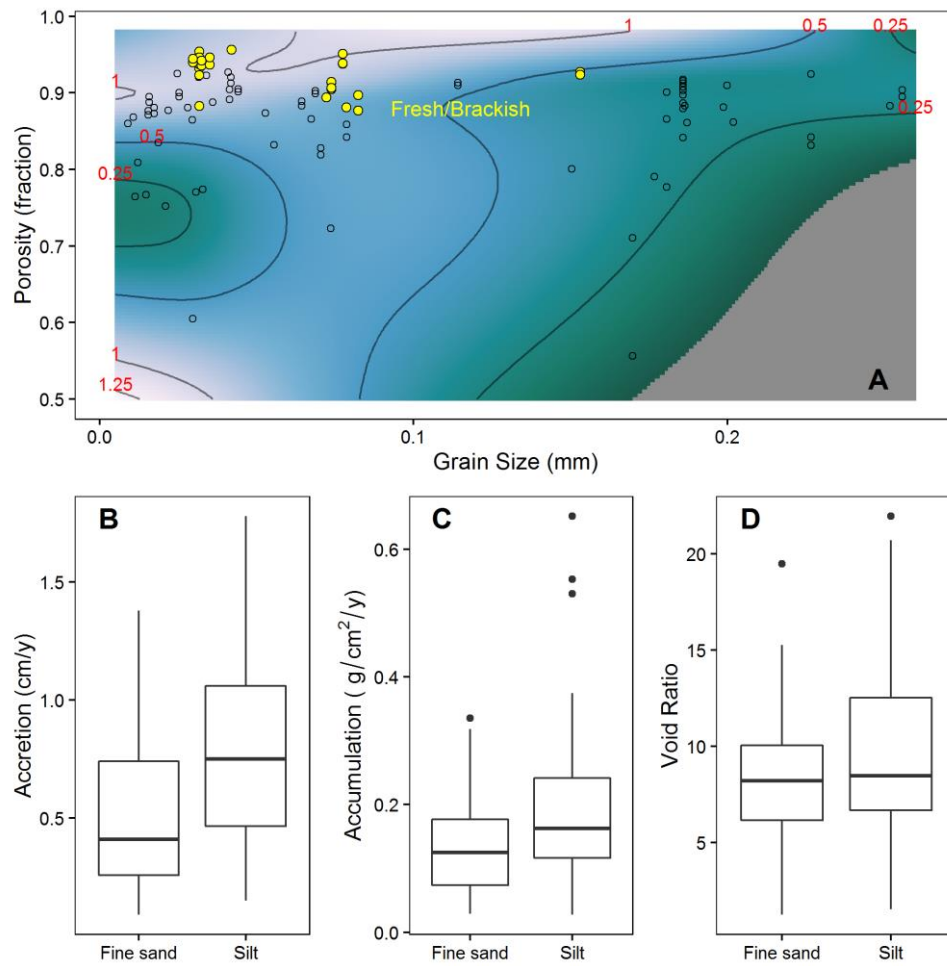 1.0
0.9
0.8
0.7
0.6
0.5
Porosity (fraction)
1
0.5
0.25
1
0.5
0.25
0.25
1
1.25
Fresh/Brackish
A
0.0
0.1
0.2
Grain Size (mm)
B
Accretion (cm/y)
1.5
1.0
0.5
Fine sand
Silt
C
Accumulation ( g/cm²/y)
0.6
0.4
0.2
0.0
Fine sand
Silt
D
Void Ratio
20
15
10
5
Fine sand
Silt